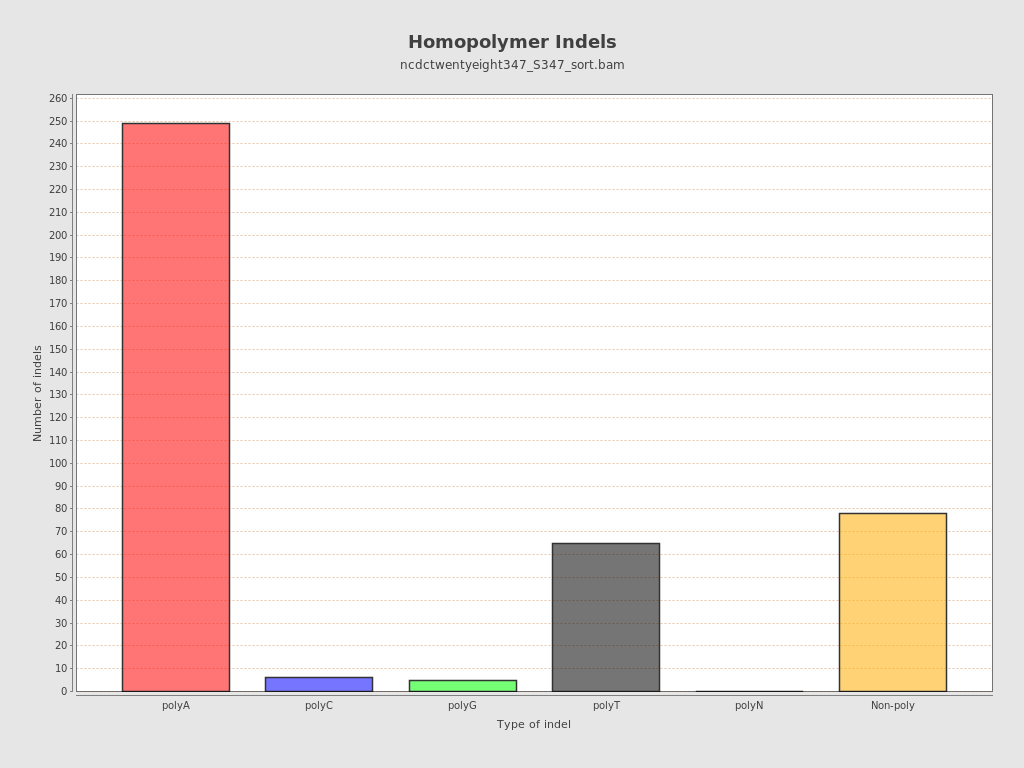 Homopolymer Indels
ncdctwentyeight347_S347_sort.bam
260
250
240
230
220
210
200
190
180
170
160
150
140
130
120
110
100
90
80
70
60
50
40
30
20
10
0
Number of indels
polyA
polyC
polyG
polyT
polyN
Non-poly
Type of indel